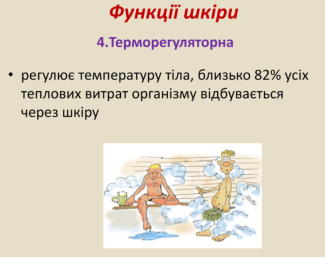 Функції шкіри
4.Терморегуляторна
• регулює температуру тіла, близько 82% усіх
теплових витрат організму відбувається
через шкіру